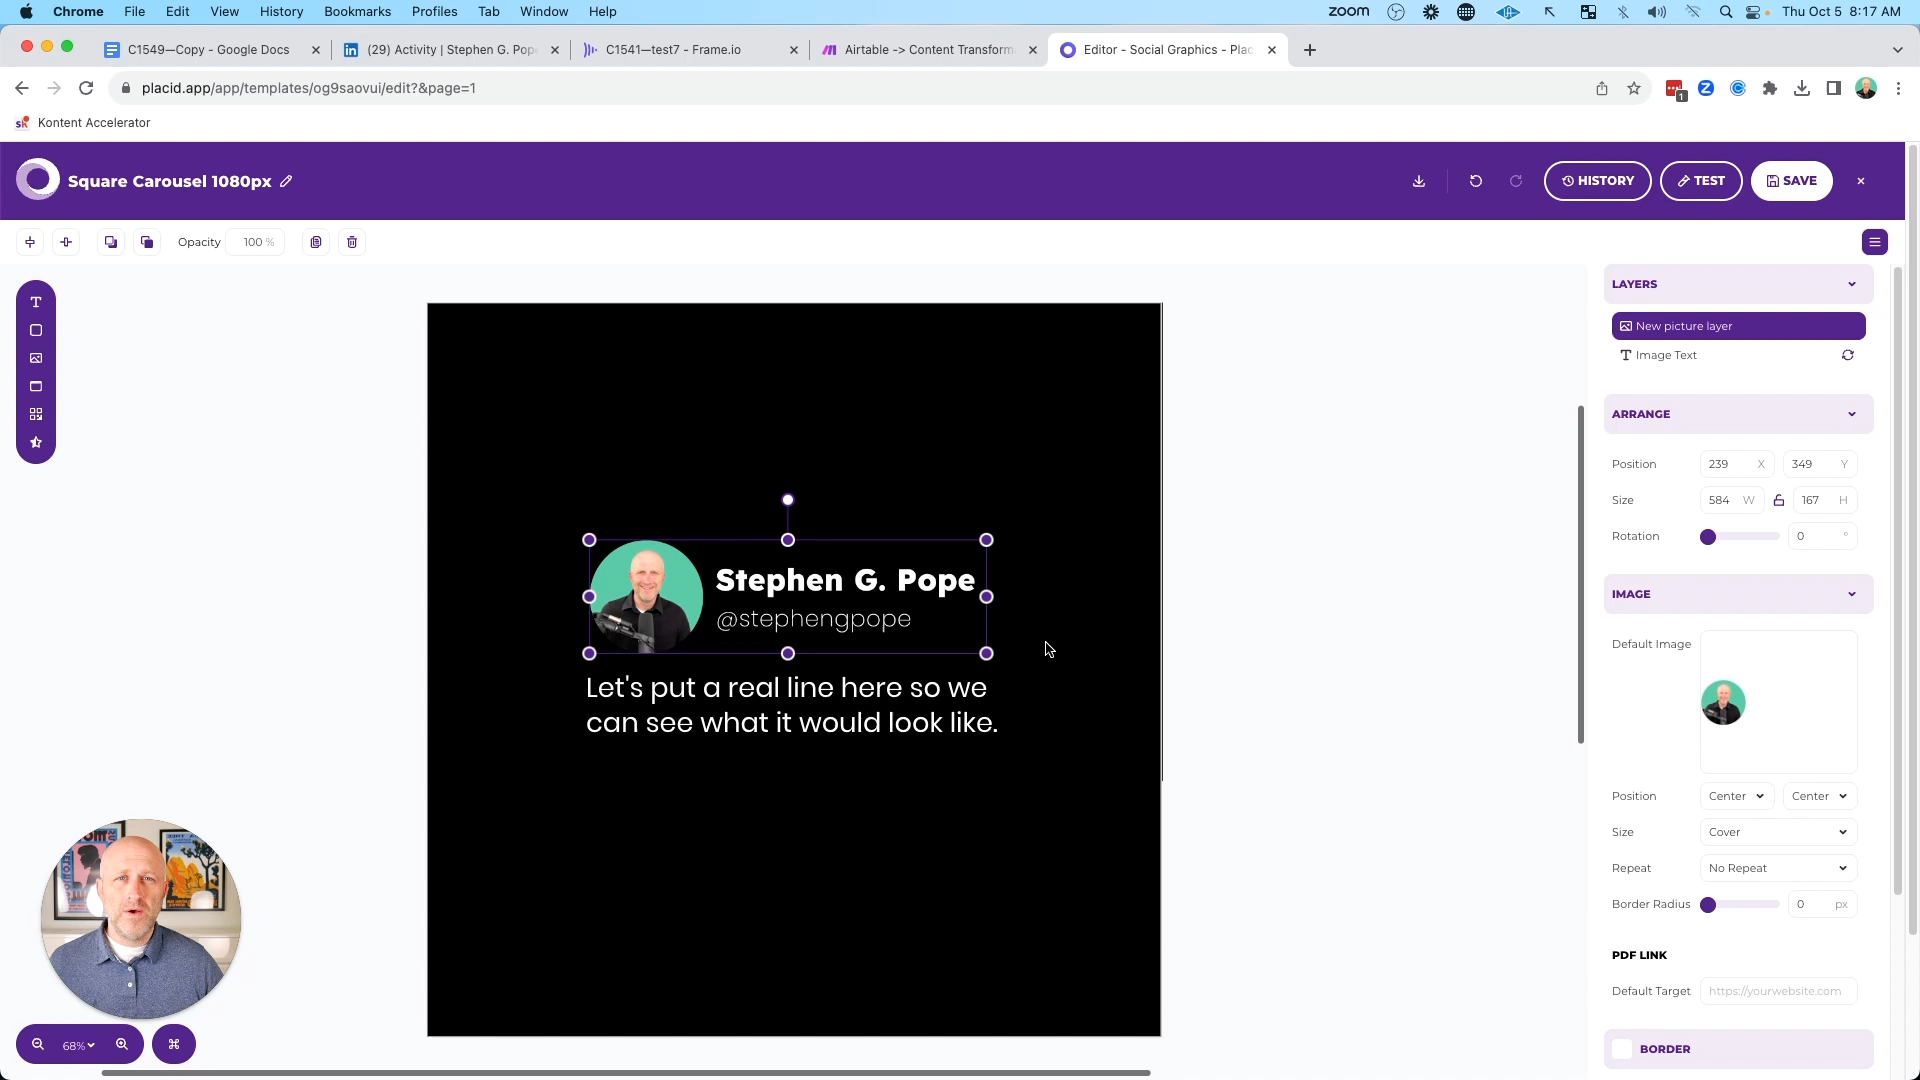 Chrome File Edit View History Bookmarks Profiles Tab Window Help
zoom Thu Oct 5 8:17 AM
C1549—Copy - Google Docs
(29) Activity | Stephen G. Pop
C1541—test7 - Frame.io
Airtable -> Content Transform
Editor - Social Graphics - Plac
placid.app/app/templates/og9saovui/edit?&page=1
1
Kontent Accelerator
Square Carousel 1080px
HISTORY
TEST
SAVE
Opacity 100 %
LAYERS
New picture layer
Image Text
ARRANGE
Position 239 X 349 Y
Size 584 W 167 H
Rotation 0 °
IMAGE
Default Image
Position Center Center
Size Cover
Repeat No Repeat
Border Radius 0 px
PDF LINK
Default Target https://yourwebsite.com
BORDER
Stephen G. Pope
@stephengpope
Let's put a real line here so we
can see what it would look like.
68%